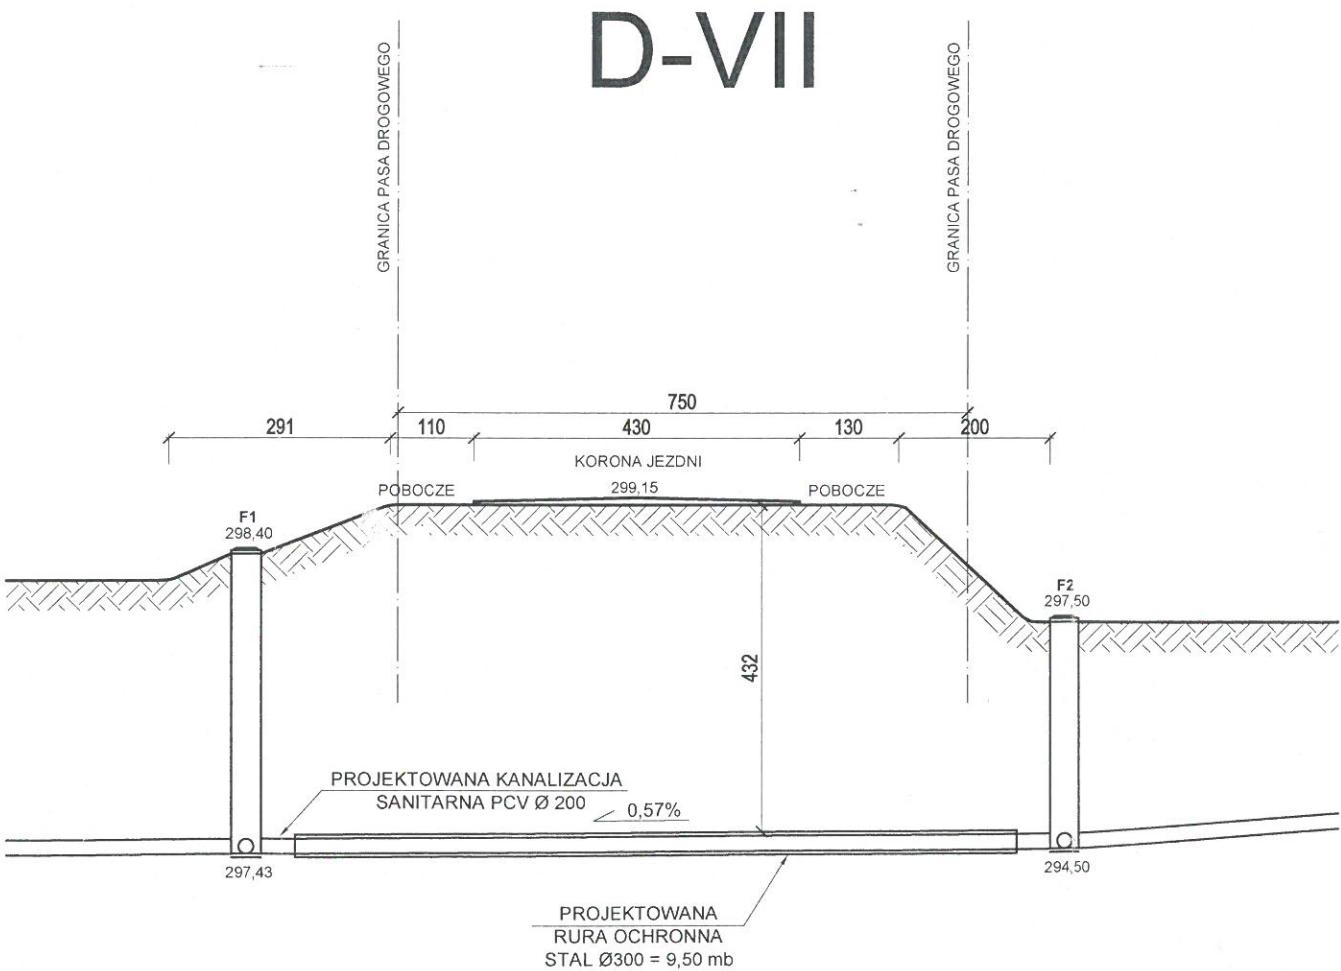 D-VII
GRANICA PASA DROGOWEGO
GRANICA PASA DROGOWEGO
750
291
110
430
130
200
KORONA JEZDNI
POBOCZE
299,15
POBOCZE
F1
298,40
F2
297,50
432
PROJEKTOWANA KANALIZACJA
SANITARNA PCV Ø 200
0,57%
297,43
294,50
PROJEKTOWANA
RURA OCHRONNA
STAL Ø300 = 9,50 mb